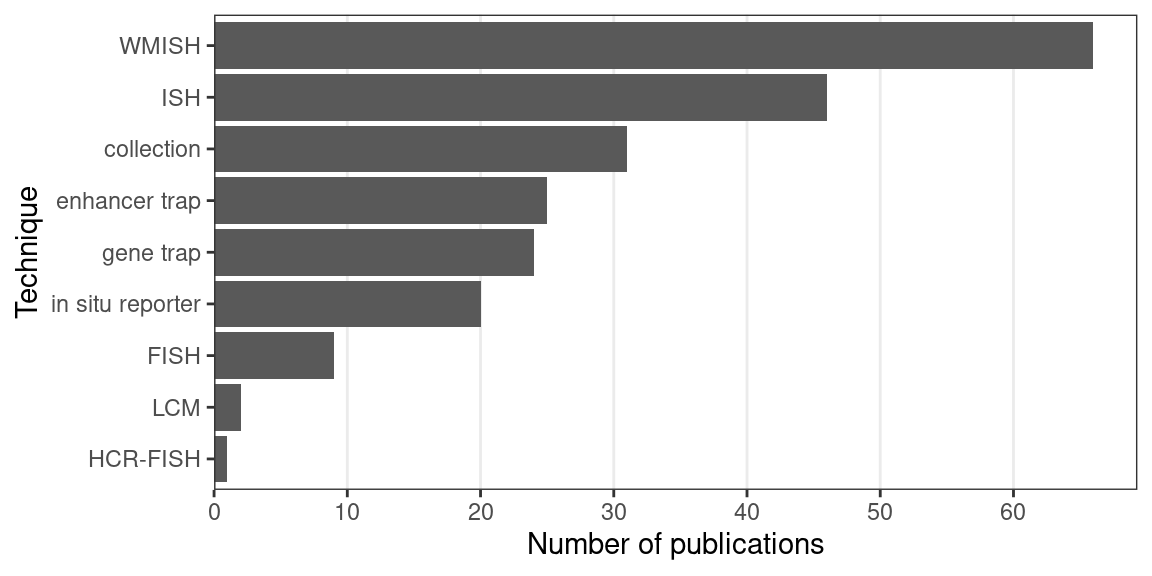 Technique
WMISH
ISH
collection
enhancer trap
gene trap
in situ reporter
FISH
LCM
HCR-FISH
0 10 20 30 40 50 60
Number of publications